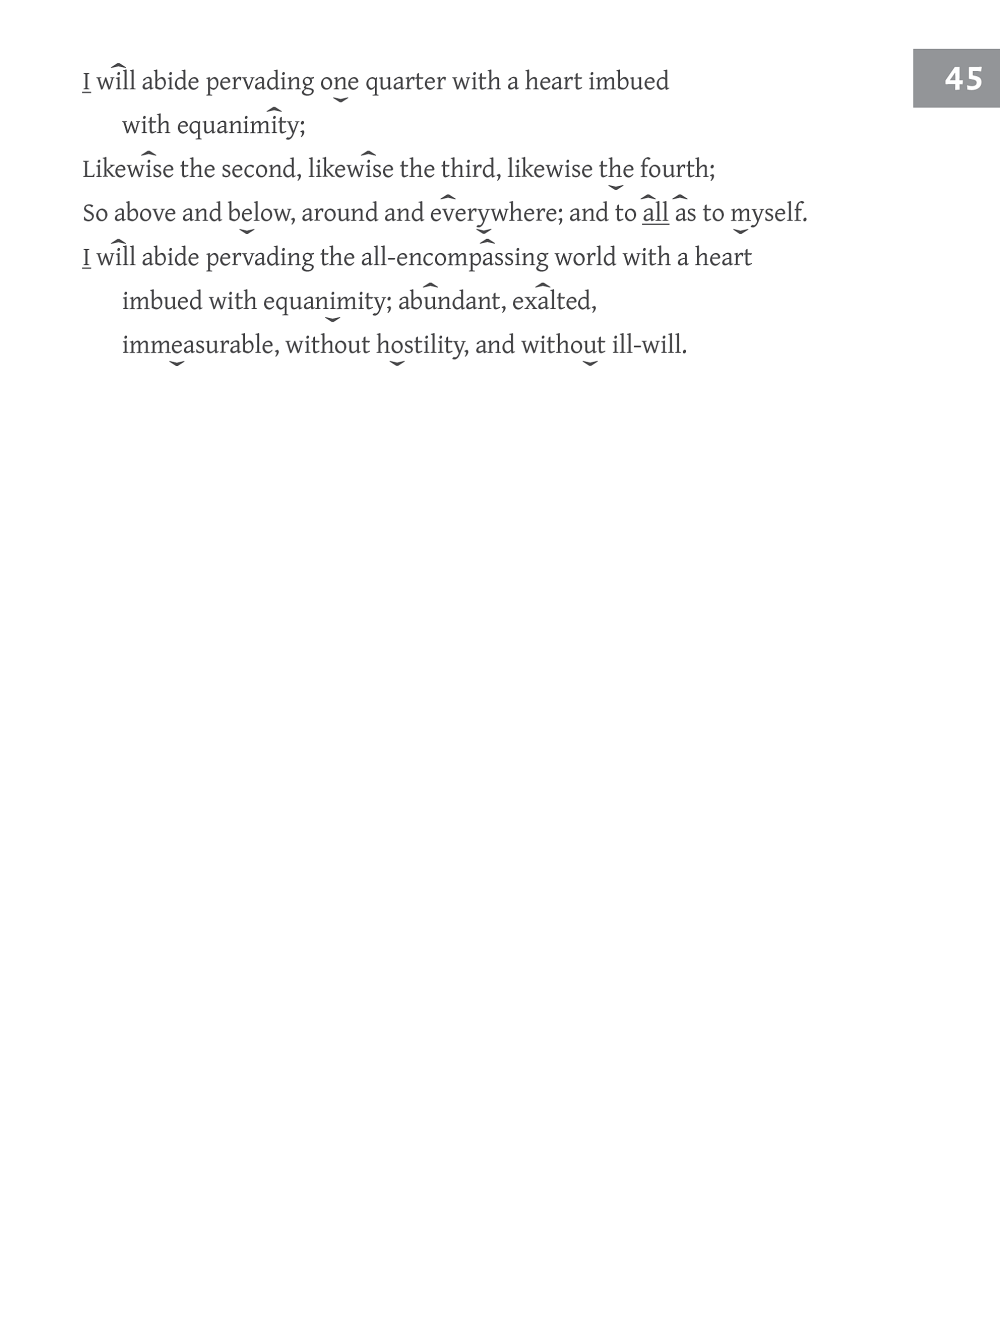 I will abide pervading one quarter with a heart imbued
with equanimity;
Likewise the second, likewise the third, likewise the fourth;
So above and below, around and everywhere; and to all as to myself.
I will abide pervading the all-encompassing world with a heart
imbued with equanimity; abundant, exalted,
immeasurable, without hostility, and without ill-will.
45